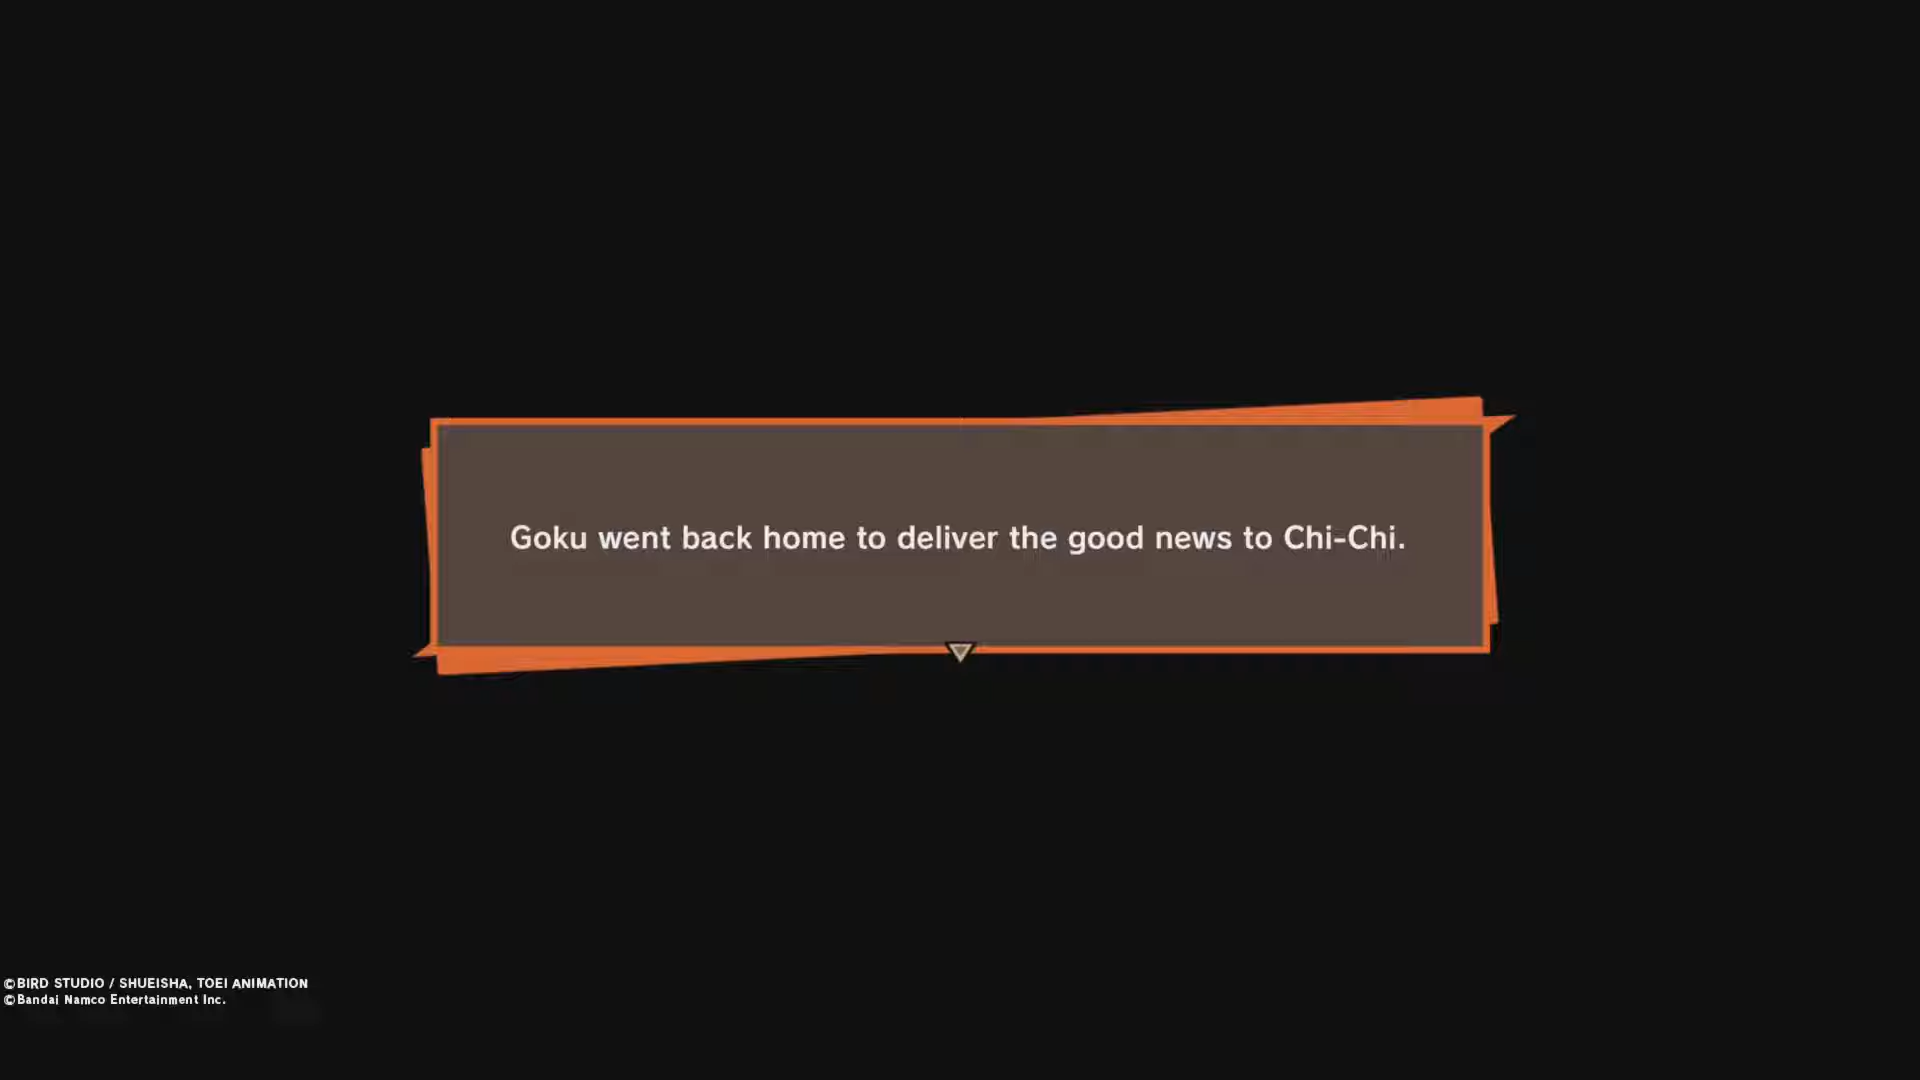 Goku went back home to deliver the good news to Chi-Chi.
©BIRD STUDIO / SHUEISHA, TOEI ANIMATION
©Bandai Namco Entertainment Inc.